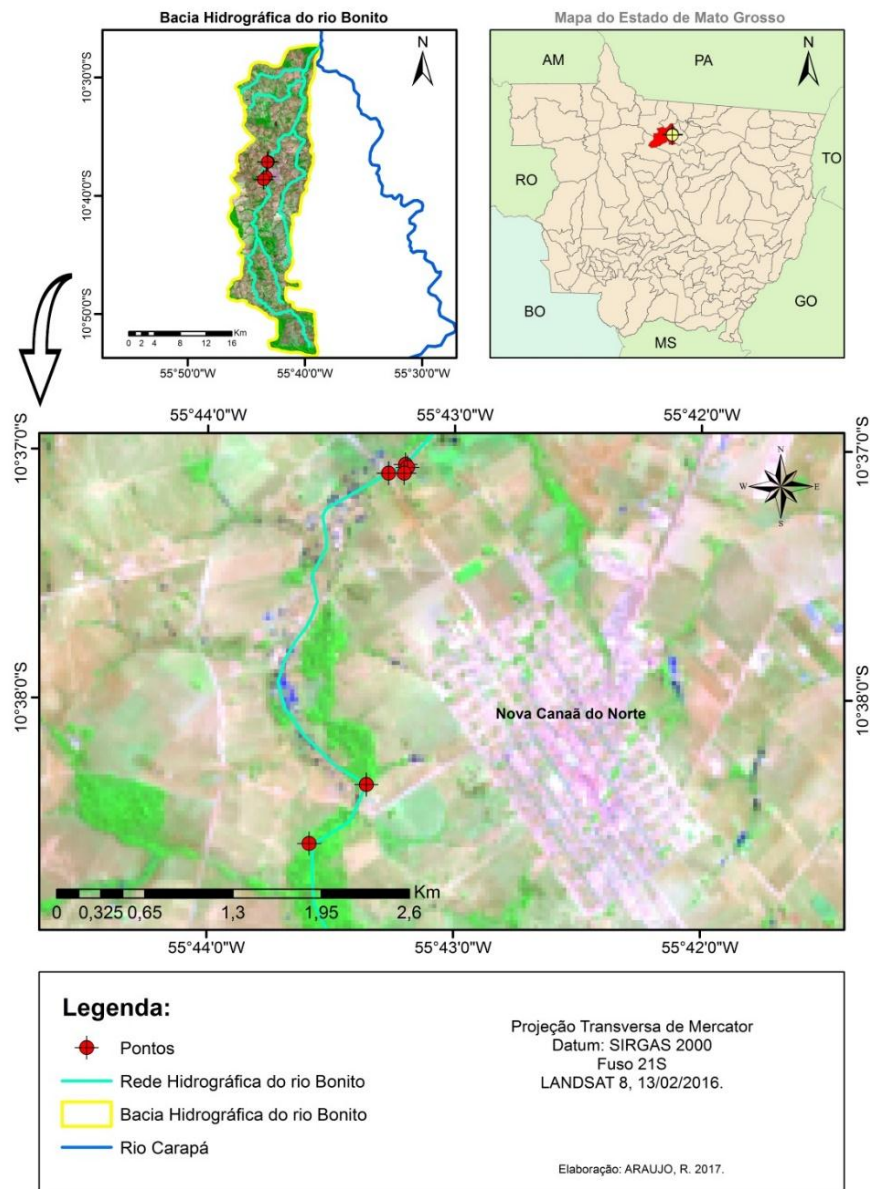 Bacia Hidrográfica do rio Bonito
N
10°30'0"S
10°40'0"S
10°50'0"S
0 2 4 8 12 16 Km
55°50'0"W 55°40'0"W 55°30'0"W
Mapa do Estado de Mato Grosso
N
AM PA
TO
RO
BO
GO
MS
55°44'0"W 55°43'0"W 55°42'0"W
10°37'0"S 10°37'0"S
N
W E
S
10°38'0"S 10°38'0"S
Nova Canaã do Norte
Km
0 0,325 0,65 1,3 1,95 2,6
55°44'0"W 55°43'0"W 55°42'0"W
Legenda:
Pontos
Rede Hidrográfica do rio Bonito
Bacia Hidrográfica do rio Bonito
Rio Carapá
Projeção Transversa de Mercator
Datum: SIRGAS 2000
Fuso 21S
LANDSAT 8, 13/02/2016.
Elaboração: ARAUJO, R. 2017.